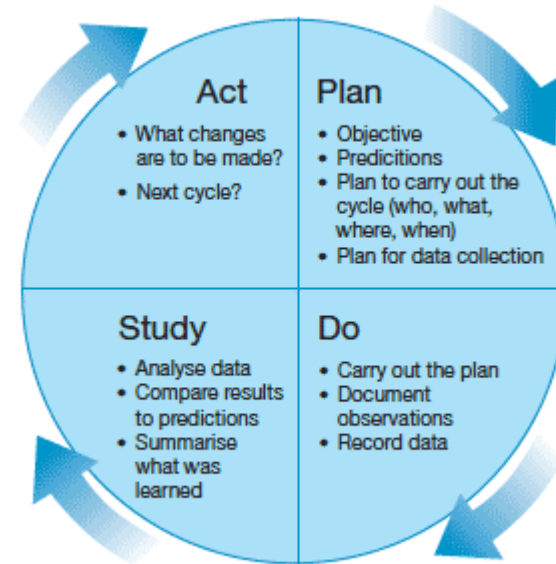 Act
• What changes
are to be made?
• Next cycle?
Plan
• Objective
• Predicitions
• Plan to carry out the
cycle (who, what,
where, when)
• Plan for data collection
Study
• Analyse data
• Compare results
to predictions
• Summarise
what was
learned
Do
• Carry out the plan
• Document
observations
• Record data